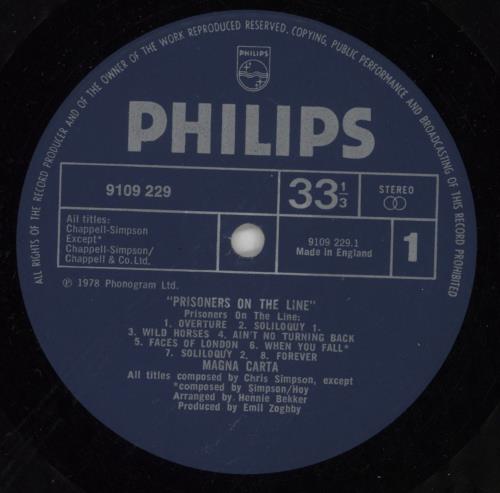 ALL RIGHTS OF THE RECORD PRODUCER AND OF THE OWNER OF THE WORK REPRODUCED RESERVED. COPYING, PUBLIC PERFORMANCE AND BROADCASTING OF THIS RECORD PROHIBITED
PHILIPS
PHILIPS
9109 229
33 1/3
STEREO
All titles:
Chappell-Simpson
Except*
Chappell-Simpson/
Chappell & Co.Ltd.
9109 229.1
Made in England
1
℗ 1978 Phonogram Ltd.
"PRISONERS ON THE LINE"
Prisoners On The Line:
1. OVERTURE 2. SOLILOQUY 1.
3. WILD HORSES 4. AIN'T NO TURNING BACK
5. FACES OF LONDON 6. WHEN YOU FALL*
7. SOLILOQUY 2. 8. FOREVER
MAGNA CARTA
All titles composed by Chris Simpson, except
*composed by Simpson/Hoy
Arranged by Hennie Bekker
Produced by Emil Zoghby